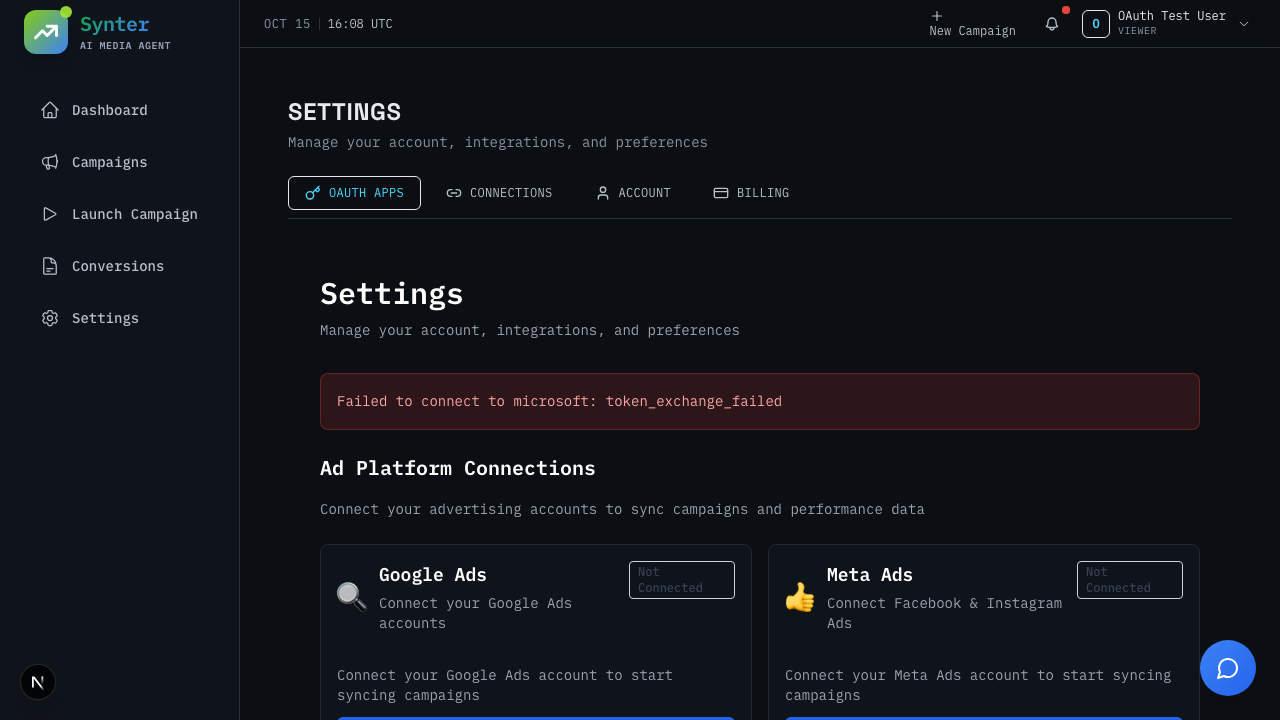 Synter
AI MEDIA AGENT
Dashboard
Campaigns
Launch Campaign
Conversions
Settings
N
OCT 15 | 16:08 UTC
New Campaign
O
OAuth Test User
VIEWER
SETTINGS
Manage your account, integrations, and preferences
OAUTH APPS
CONNECTIONS
ACCOUNT
BILLING
Settings
Manage your account, integrations, and preferences
Failed to connect to microsoft: token_exchange_failed
Ad Platform Connections
Connect your advertising accounts to sync campaigns and performance data
Google Ads
Connect your Google Ads
accounts
Not
Connected
Connect your Google Ads account to start
syncing campaigns
Meta Ads
Connect Facebook & Instagram
Ads
Not
Connected
Connect your Meta Ads account to start syncing
campaigns